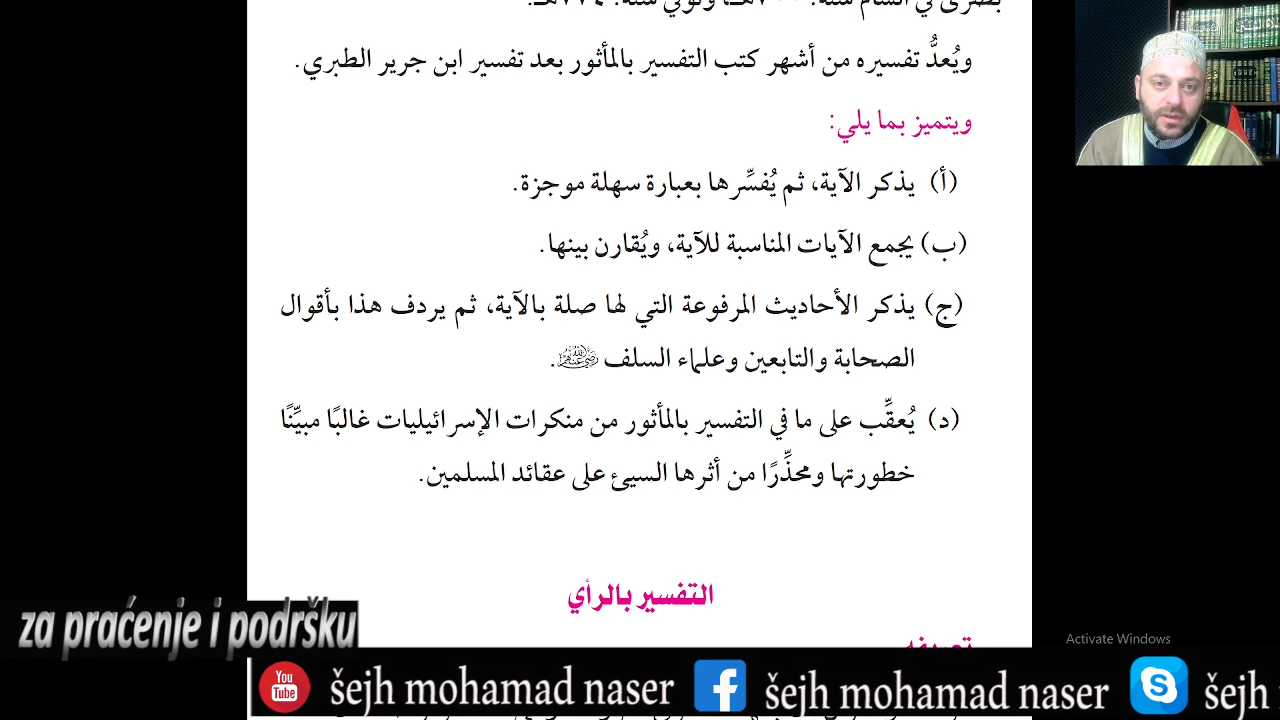 ويُعدُّ تفسيره من أشهر كتب التفسير بالمأثور بعد تفسير ابن جرير الطبري.
ويتميز بما يلي:
(أ) يذكر الآية، ثم يُفسِّرها بعبارة سهلة موجزة.
(ب) يجمع الآيات المناسبة للآية، ويُقارن بينها.
(ج) يذكر الأحاديث المرفوعة التي لها صلة بالآية، ثم يردف هذا بأقوال
الصحابة والتابعين وعلماء السلف ﵃.
(د) يُعقِّب على ما في التفسير بالمأثور من منكرات الإسرائيليات غالبًا مبيِّنًا
خطورتها ومحذِّرًا من أثرها السيئ على عقائد المسلمين.
التفسير بالرأي
za praćenje i podršku
Activate Windows
You Tube šejh mohamad naser f šejh mohamad naser S šejh